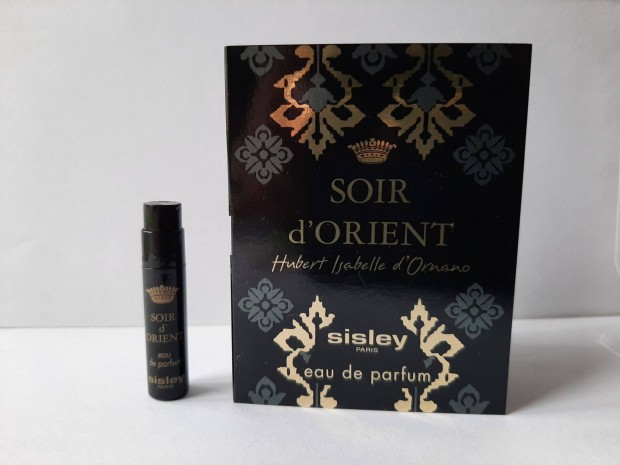 SOIR
d'ORIENT
eau
de parfum
sisley
PARIS
SOIR
d'ORIENT
Hubert Isabelle d'Ornano
sisley
PARIS
eau de parfum